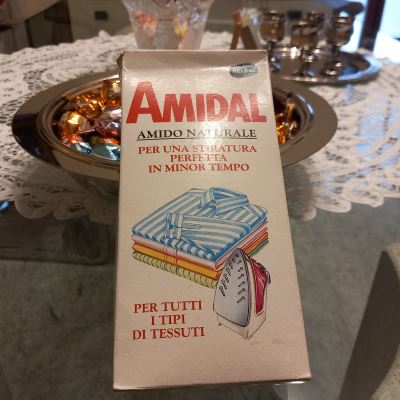 AMIDAL
AMIDO NATURALE
PER UNA STIRATURA
PERFETTA
IN MINOR TEMPO
PER TUTTI
I TIPI
DI TESSUTI